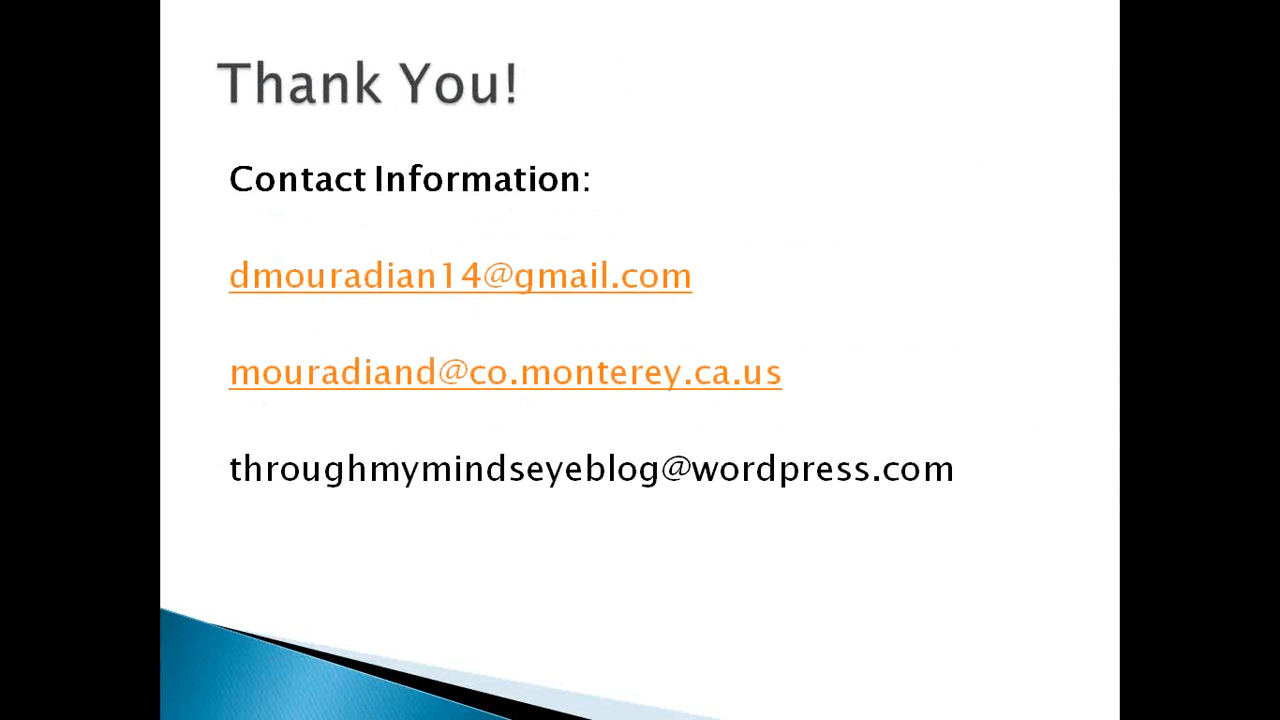 Thank You!
Contact Information:
dmouradian14@gmail.com
mouradiand@co.monterey.ca.us
throughmymindseyeblog@wordpress.com